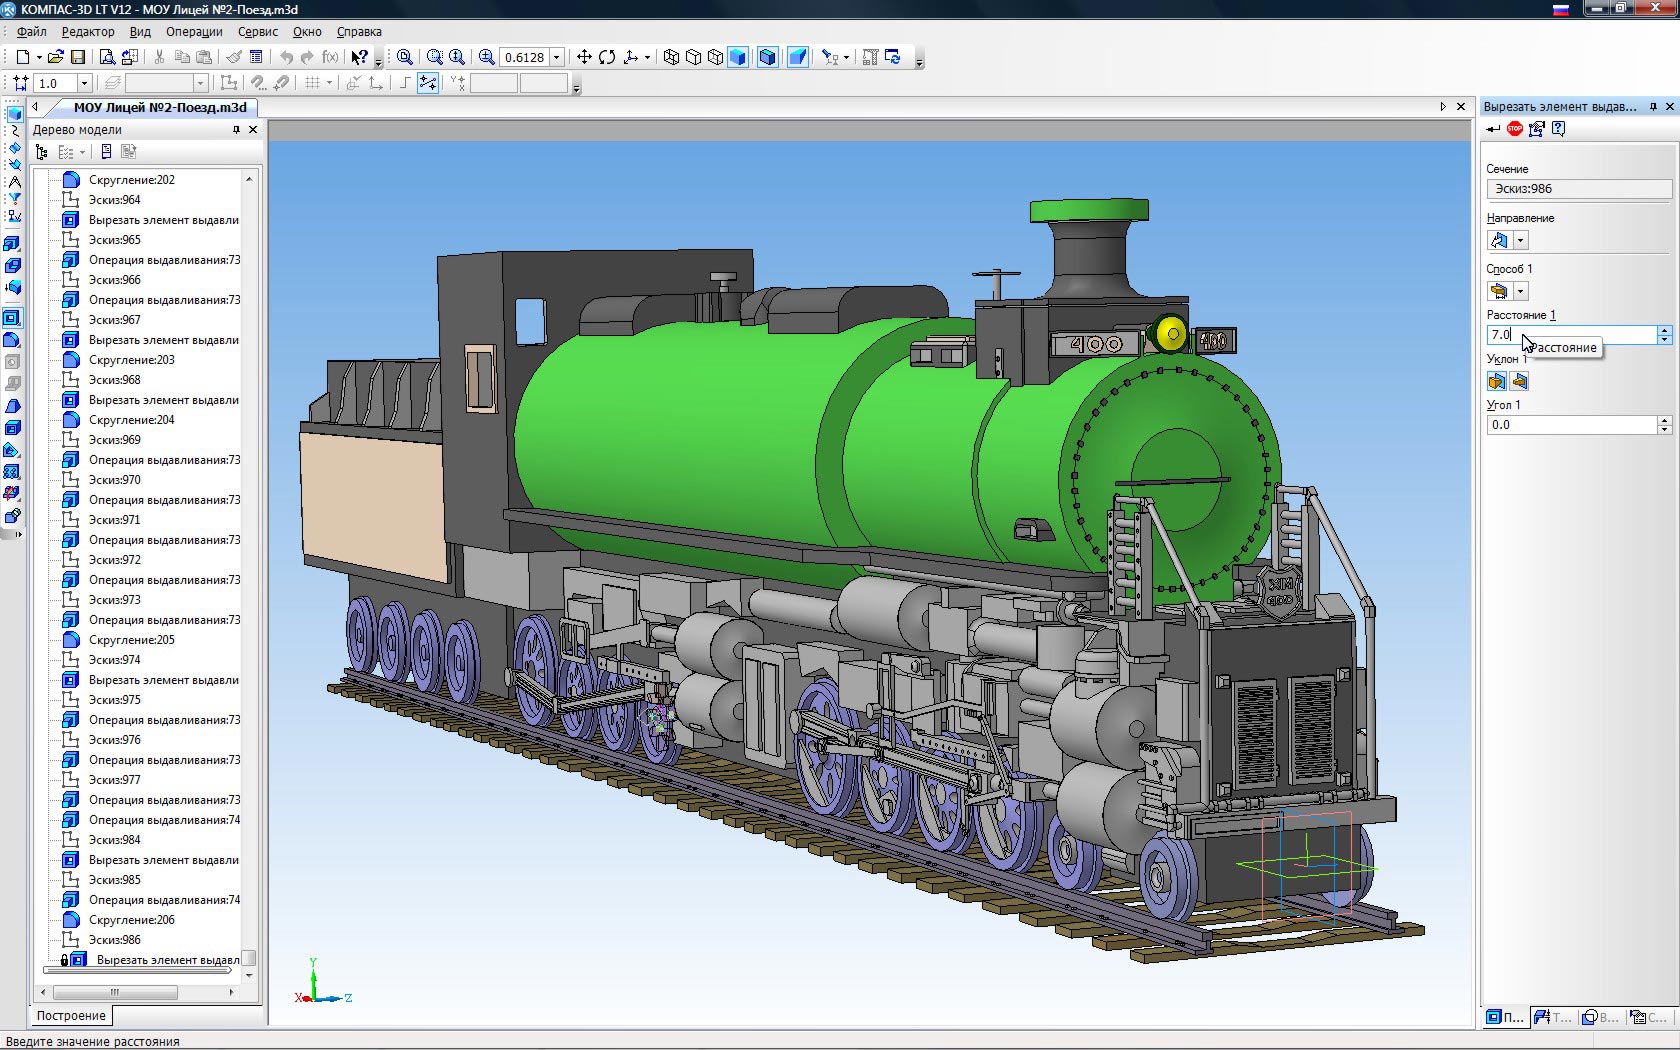 КОМПАС-3D LT V12 - МОУ Лицей №2-Поезд.m3d
Файл Редактор Вид Операции Сервис Окно Справка
0.6128
1.0
МОУ Лицей №2-Поезд.m3d
Дерево модели
Скругление:202
Эскиз:964
Вырезать элемент выдавли
Эскиз:965
Операция выдавливания:73
Эскиз:966
Операция выдавливания:73
Эскиз:967
Вырезать элемент выдавли
Скругление:203
Эскиз:968
Вырезать элемент выдавли
Скругление:204
Эскиз:969
Операция выдавливания:73
Эскиз:970
Операция выдавливания:73
Эскиз:971
Операция выдавливания:73
Эскиз:972
Операция выдавливания:73
Эскиз:973
Операция выдавливания:73
Скругление:205
Эскиз:974
Вырезать элемент выдавли
Эскиз:975
Операция выдавливания:73
Эскиз:976
Операция выдавливания:73
Эскиз:977
Операция выдавливания:73
Операция выдавливания:74
Эскиз:984
Вырезать элемент выдавли
Эскиз:985
Операция выдавливания:74
Скругление:206
Эскиз:986
Вырезать элемент выдавл
Построение
Введите значение расстояния
400
400
Y
X
Z
Вырезать элемент выдав...
STOP
Сечение
Эскиз:986
Направление
Способ 1
Расстояние 1
7.0
Расстояние
Уклон 1
Угол 1
0.0
П... Т... В... С...